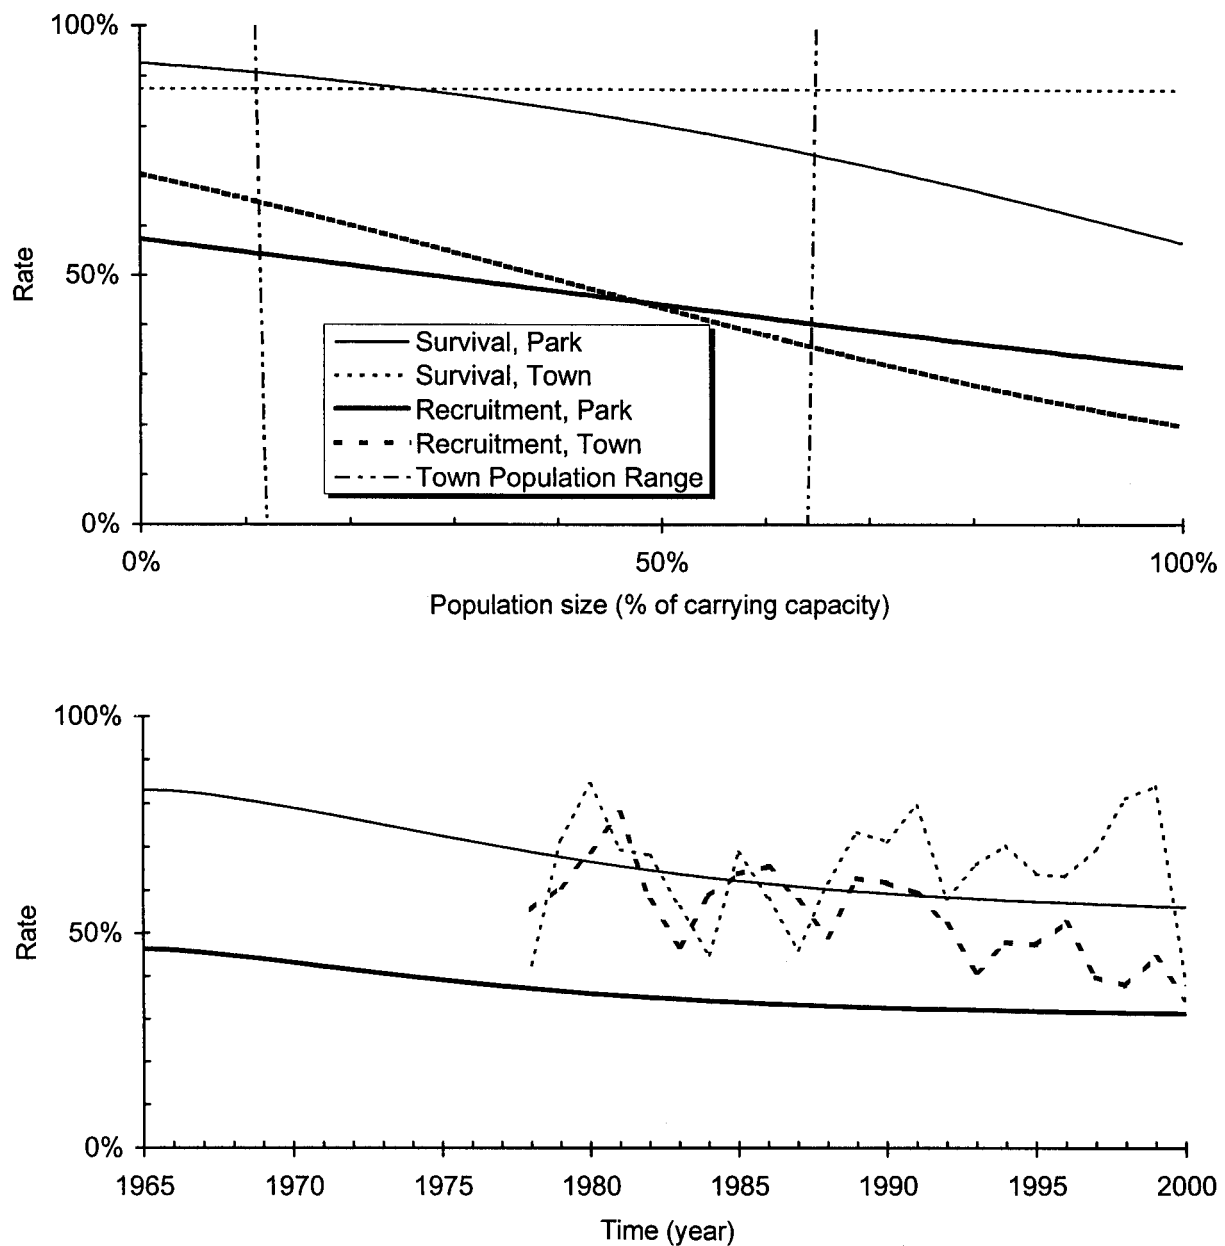 100%
50%
0%
Rate
Survival, Park
Survival, Town
Recruitment, Park
Recruitment, Town
Town Population Range
0% 50% 100%
Population size (% of carrying capacity)
100%
50%
0%
Rate
1965 1970 1975 1980 1985 1990 1995 2000
Time (year)